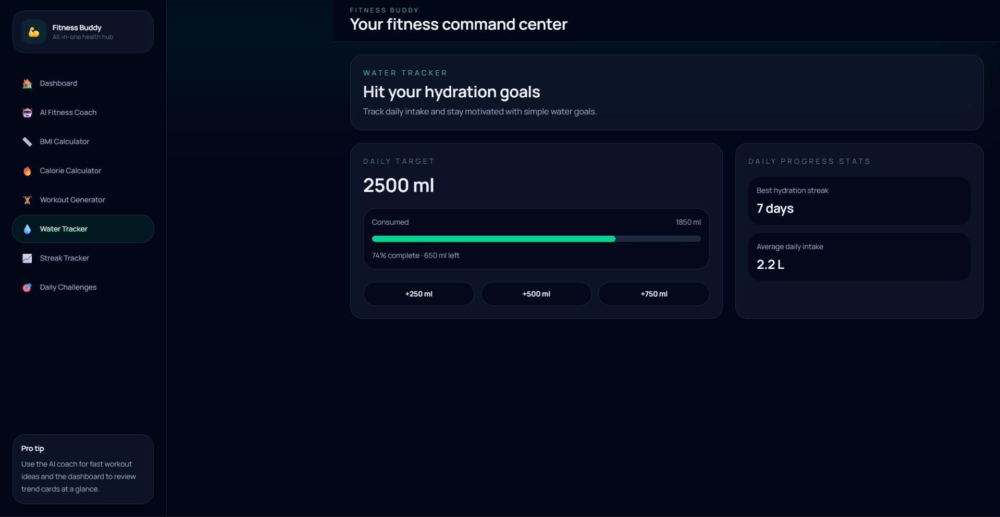 Fitness Buddy
All-in-one health hub
Dashboard
AI Fitness Coach
BMI Calculator
Calorie Calculator
Workout Generator
Water Tracker
Streak Tracker
Daily Challenges
Pro tip
Use the AI coach for fast workout
ideas and the dashboard to review
trend cards at a glance.
FITNESS BUDDY
Your fitness command center
WATER TRACKER
Hit your hydration goals
Track daily intake and stay motivated with simple water goals.
DAILY TARGET
2500 ml
Consumed 1850 ml
74% complete · 650 ml left
+250 ml +500 ml +750 ml
DAILY PROGRESS STATS
Best hydration streak
7 days
Average daily intake
2.2 L